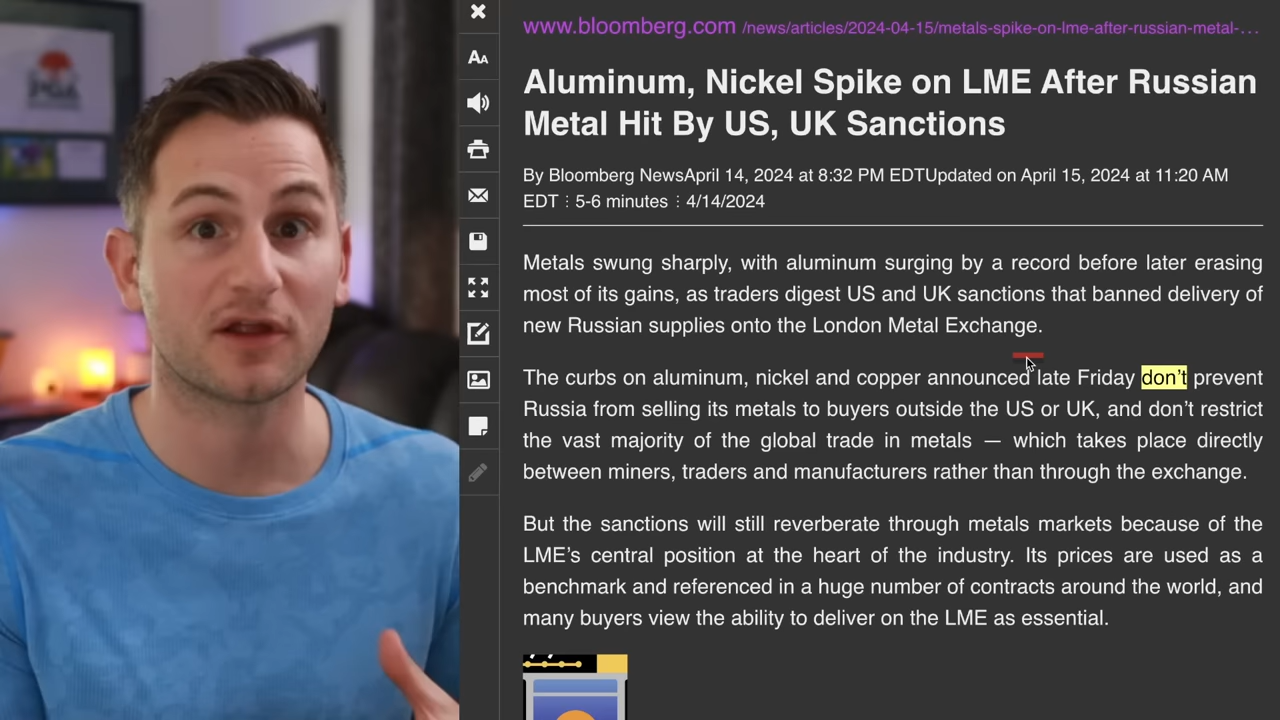 www.bloomberg.com /news/articles/2024-04-15/metals-spike-on-lme-after-russian-metal-...
Aluminum, Nickel Spike on LME After Russian
Metal Hit By US, UK Sanctions
By Bloomberg NewsApril 14, 2024 at 8:32 PM EDTUpdated on April 15, 2024 at 11:20 AM
EDT ⋮ 5-6 minutes ⋮ 4/14/2024
Metals swung sharply, with aluminum surging by a record before later erasing
most of its gains, as traders digest US and UK sanctions that banned delivery of
new Russian supplies onto the London Metal Exchange.
The curbs on aluminum, nickel and copper announced late Friday don’t prevent
Russia from selling its metals to buyers outside the US or UK, and don’t restrict
the vast majority of the global trade in metals — which takes place directly
between miners, traders and manufacturers rather than through the exchange.
But the sanctions will still reverberate through metals markets because of the
LME’s central position at the heart of the industry. Its prices are used as a
benchmark and referenced in a huge number of contracts around the world, and
many buyers view the ability to deliver on the LME as essential.